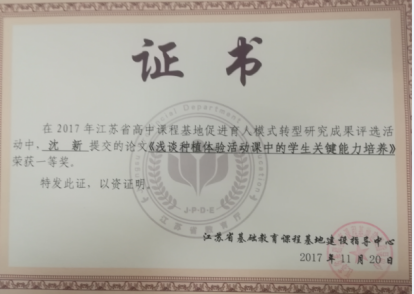 证书
在2017年江苏省高中课程基地促进育人模式转型研究成果评选活
动中、沈 新 提交的论文《浅谈种植体验活动课中的学生关键能力培养》
荣获一等奖。
特发此证，以资证明。
J·P·D·E
江苏省基础教育课程基地建设指导中心
2017年11月20日